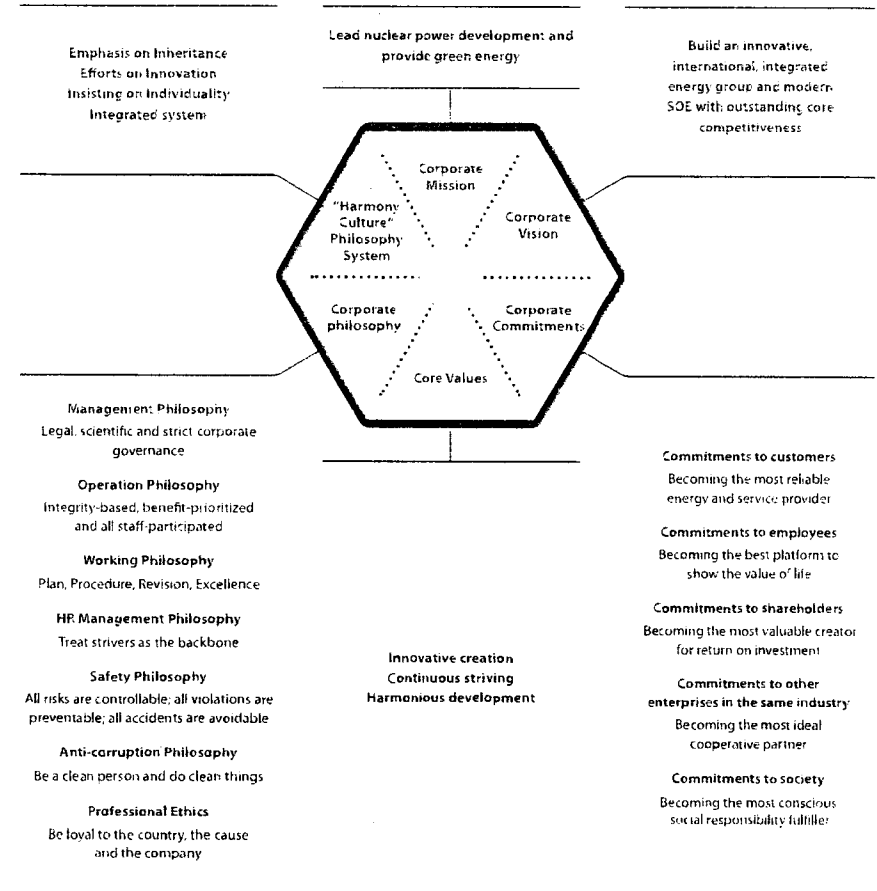 Emphasis on Inheritance
Efforts on Innovation
Insisting on Individuality
Integrated system
Lead nuclear power development and
provide green energy
Build an innovative,
international, integrated
energy group and modern
SOE with outstanding core
competitiveness
Corporate
Mission
"Harmony
Culture"
Philosophy
System
Corporate
Vision
Corporate
philosophy
Corporate
Commitments
Core Values
Management Philosophy
Legal, scientific and strict corporate
governance
Operation Philosophy
Integrity-based, benefit-prioritized
and all staff-participated
Working Philosophy
Plan, Procedure, Revision, Excellence
HR Management Philosophy
Treat strivers as the backbone
Safety Philosophy
All risks are controllable; all violations are
preventable; all accidents are avoidable
Anti-corruption Philosophy
Be a clean person and do clean things
Professional Ethics
Be loyal to the country, the cause
and the company
Innovative creation
Continuous striving
Harmonious development
Commitments to customers
Becoming the most reliable
energy and service provider
Commitments to employees
Becoming the best platform to
show the value of life
Commitments to shareholders
Becoming the most valuable creator
for return on investment
Commitments to other
enterprises in the same industry
Becoming the most ideal
cooperative partner
Commitments to society
Becoming the most conscious
social responsibility fulfiller